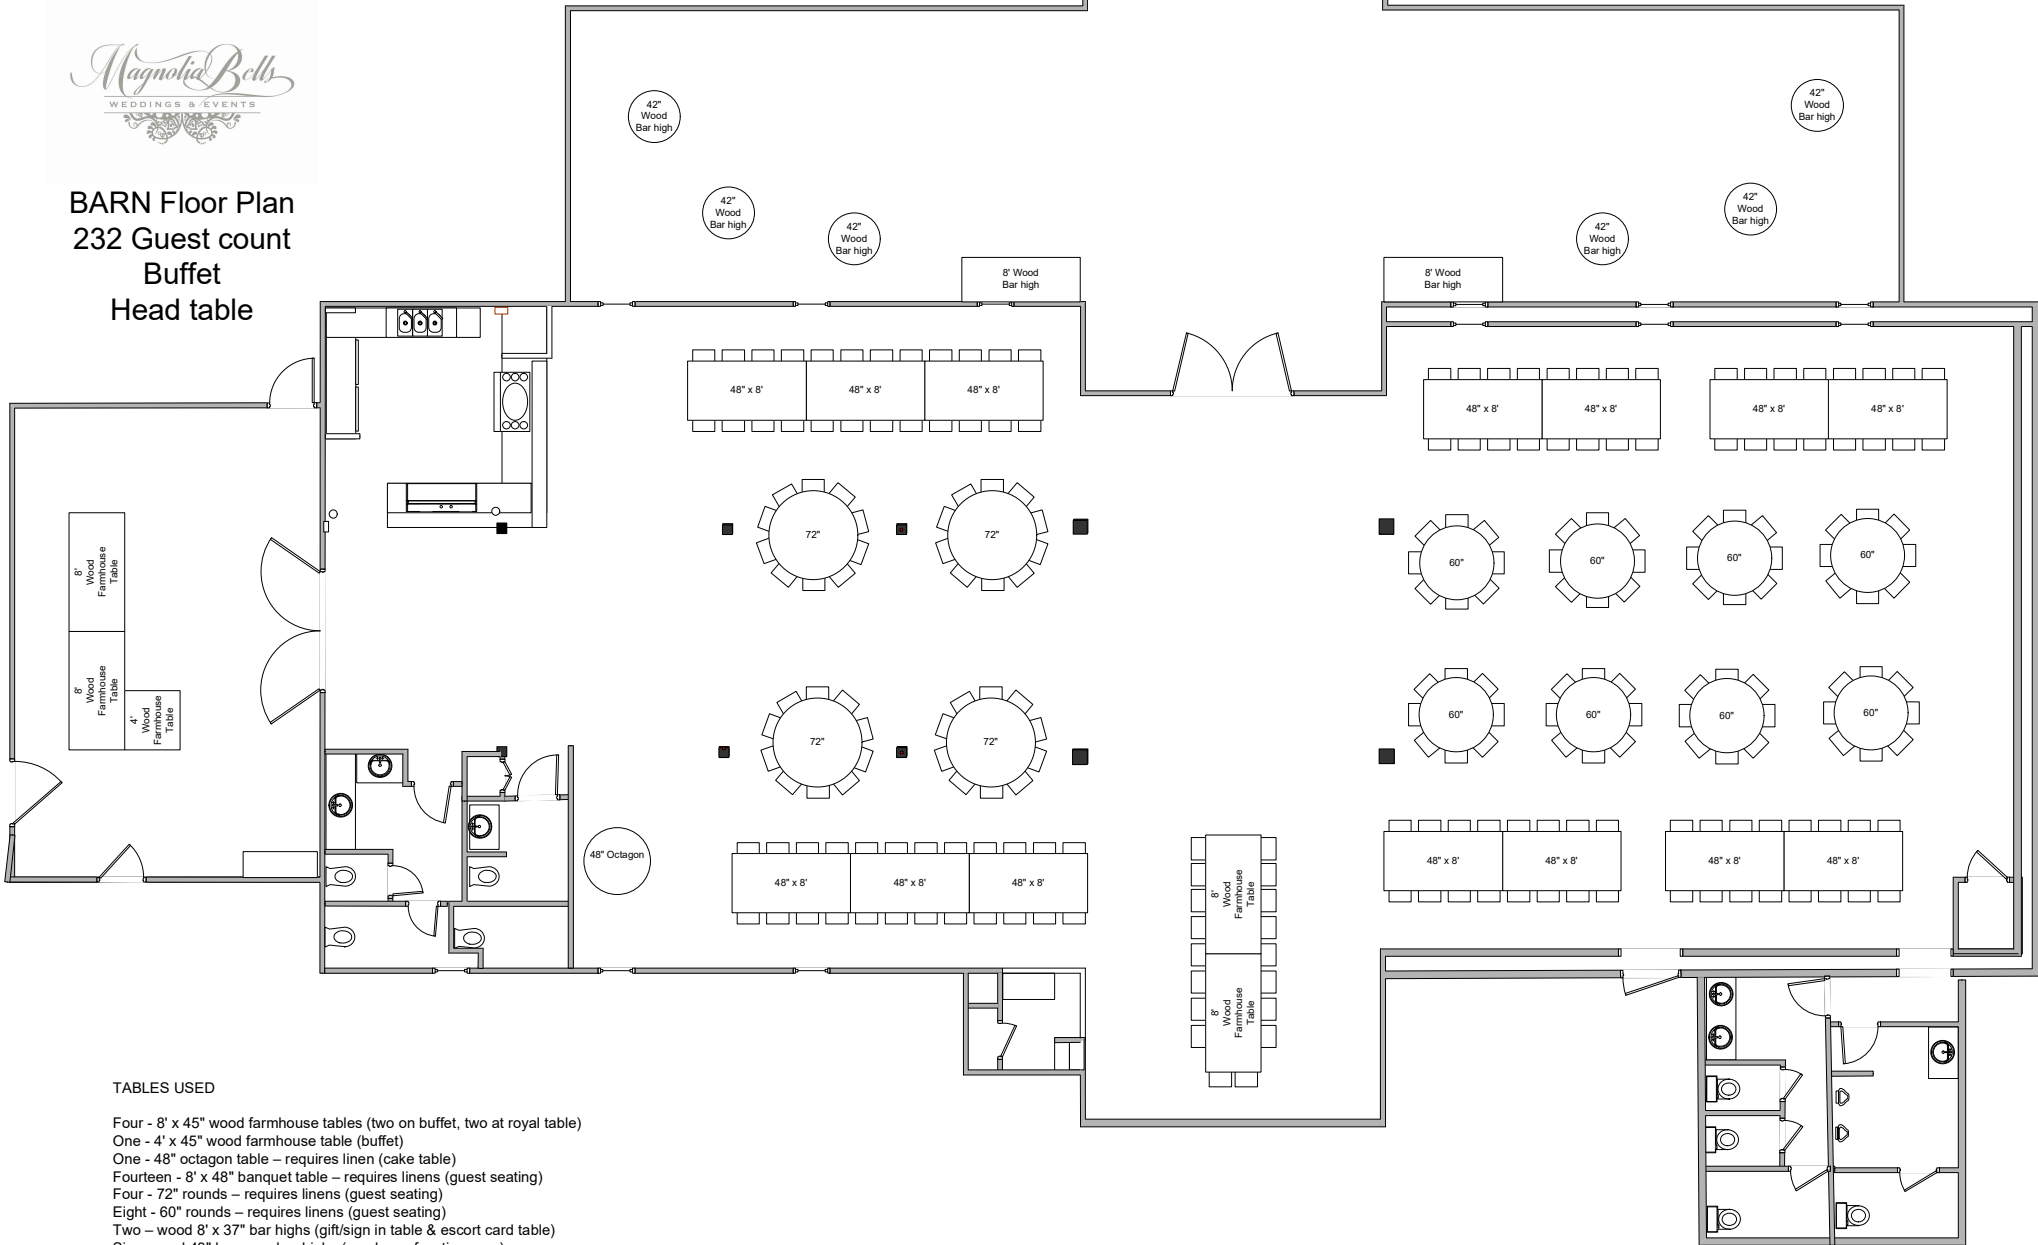 Magnolia Bells
WEDDINGS & EVENTS
BARN Floor Plan
232 Guest count
Buffet
Head table
42"
Wood
Bar high
42"
Wood
Bar high
42"
Wood
Bar high
8' Wood
Bar high
42"
Wood
Bar high
42"
Wood
Bar high
42"
Wood
Bar high
8' Wood
Bar high
48" x 8'
48" x 8'
48" x 8'
48" x 8'
48" x 8'
48" x 8'
48" x 8'
72"
72"
60"
60"
60"
60"
8'
Wood
Farmhouse
Table
8'
Wood
Farmhouse
Table
4'
Wood
Farmhouse
Table
72"
72"
60"
60"
60"
60"
48" Octagon
48" x 8'
48" x 8'
48" x 8'
8'
Wood
Farmhouse
Table
8'
Wood
Farmhouse
Table
48" x 8'
48" x 8'
48" x 8'
48" x 8'
TABLES USED
Four - 8' x 45" wood farmhouse tables (two on buffet, two at royal table)
One - 4' x 45" wood farmhouse table (buffet)
One - 48" octagon table – requires linen (cake table)
Fourteen - 8' x 48" banquet table – requires linens (guest seating)
Four - 72" rounds – requires linens (guest seating)
Eight - 60" rounds – requires linens (guest seating)
Two – wood 8' x 37" bar highs (gift/sign in table & escort card table)